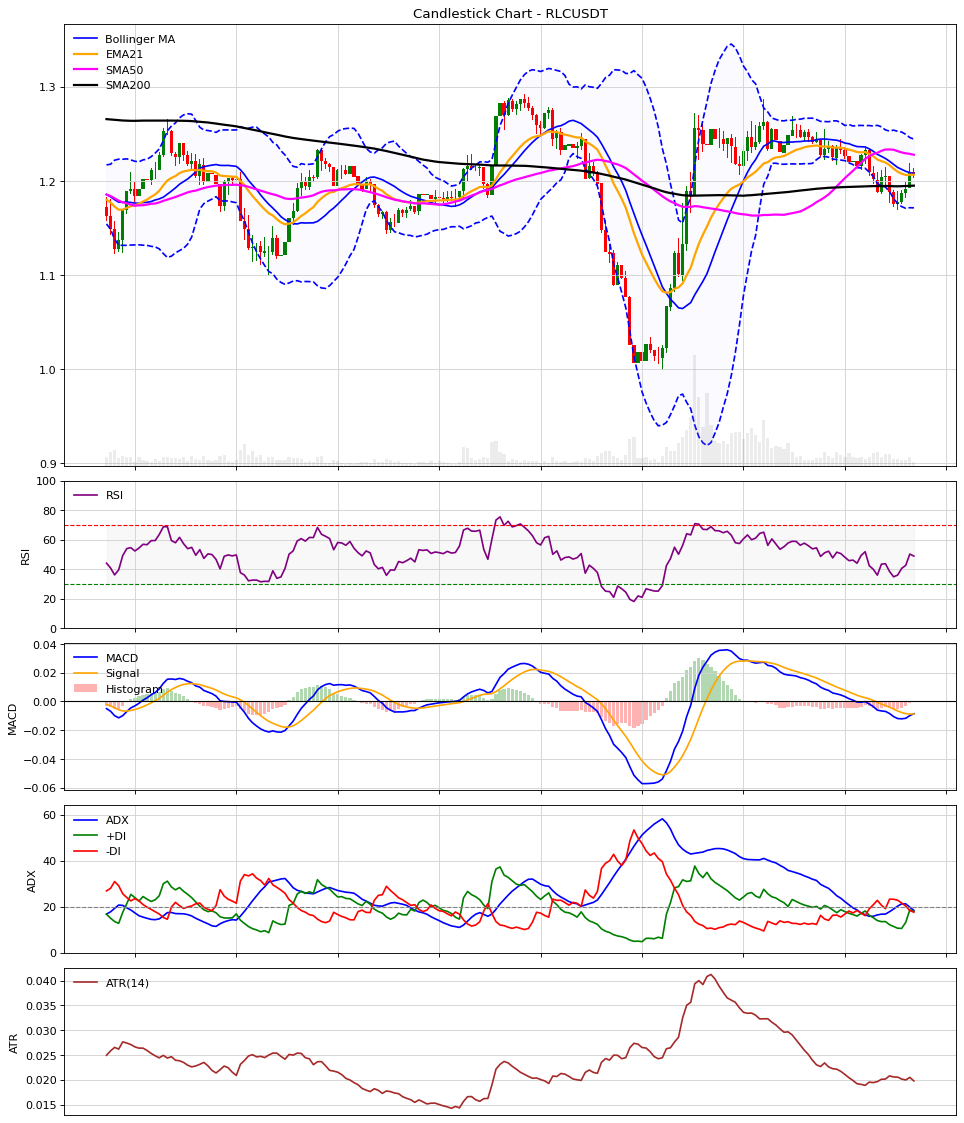 Candlestick Chart - RLCUSDT
Bollinger MA
EMA21
SMA50
SMA200
1.3
1.2
1.1
1.0
0.9
RSI
RSI
100
80
60
40
20
0
MACD
Signal
Histogram
MACD
0.04
0.02
0.00
−0.02
−0.04
−0.06
ADX
+DI
-DI
ADX
60
40
20
0
ATR(14)
ATR
0.040
0.035
0.030
0.025
0.020
0.015